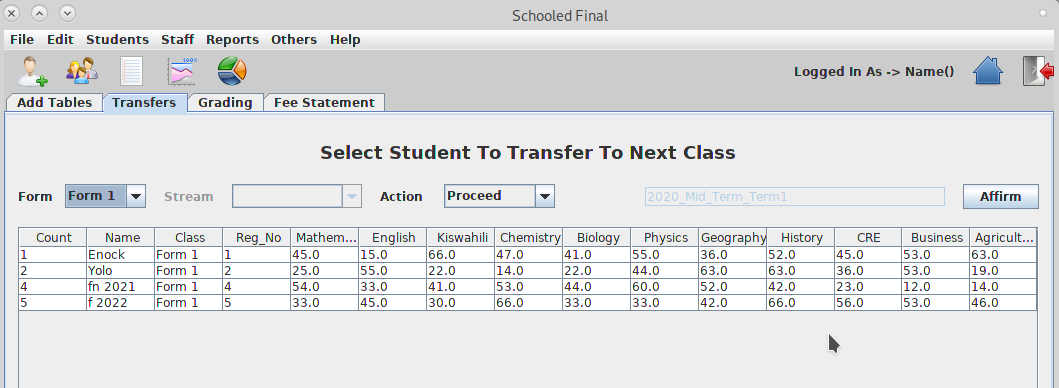 Schooled Final
File Edit Students Staff Reports Others Help
100%
Logged In As -> Name()
Add Tables Transfers Grading Fee Statement
Select Student To Transfer To Next Class
Form Form 1 Stream Action Proceed 2020_Mid_Term_Term1 Affirm
Count Name Class Reg_No Mathem... English Kiswahili Chemistry Biology Physics Geography History CRE Business Agricult...
1 Enock Form 1 1 45.0 15.0 66.0 47.0 41.0 55.0 36.0 52.0 45.0 53.0 63.0
2 Yolo Form 1 2 25.0 55.0 22.0 14.0 22.0 44.0 63.0 63.0 36.0 53.0 19.0
4 fn 2021 Form 1 4 54.0 33.0 41.0 53.0 44.0 60.0 52.0 42.0 23.0 12.0 14.0
5 f 2022 Form 1 5 33.0 45.0 30.0 66.0 33.0 33.0 42.0 66.0 56.0 53.0 46.0